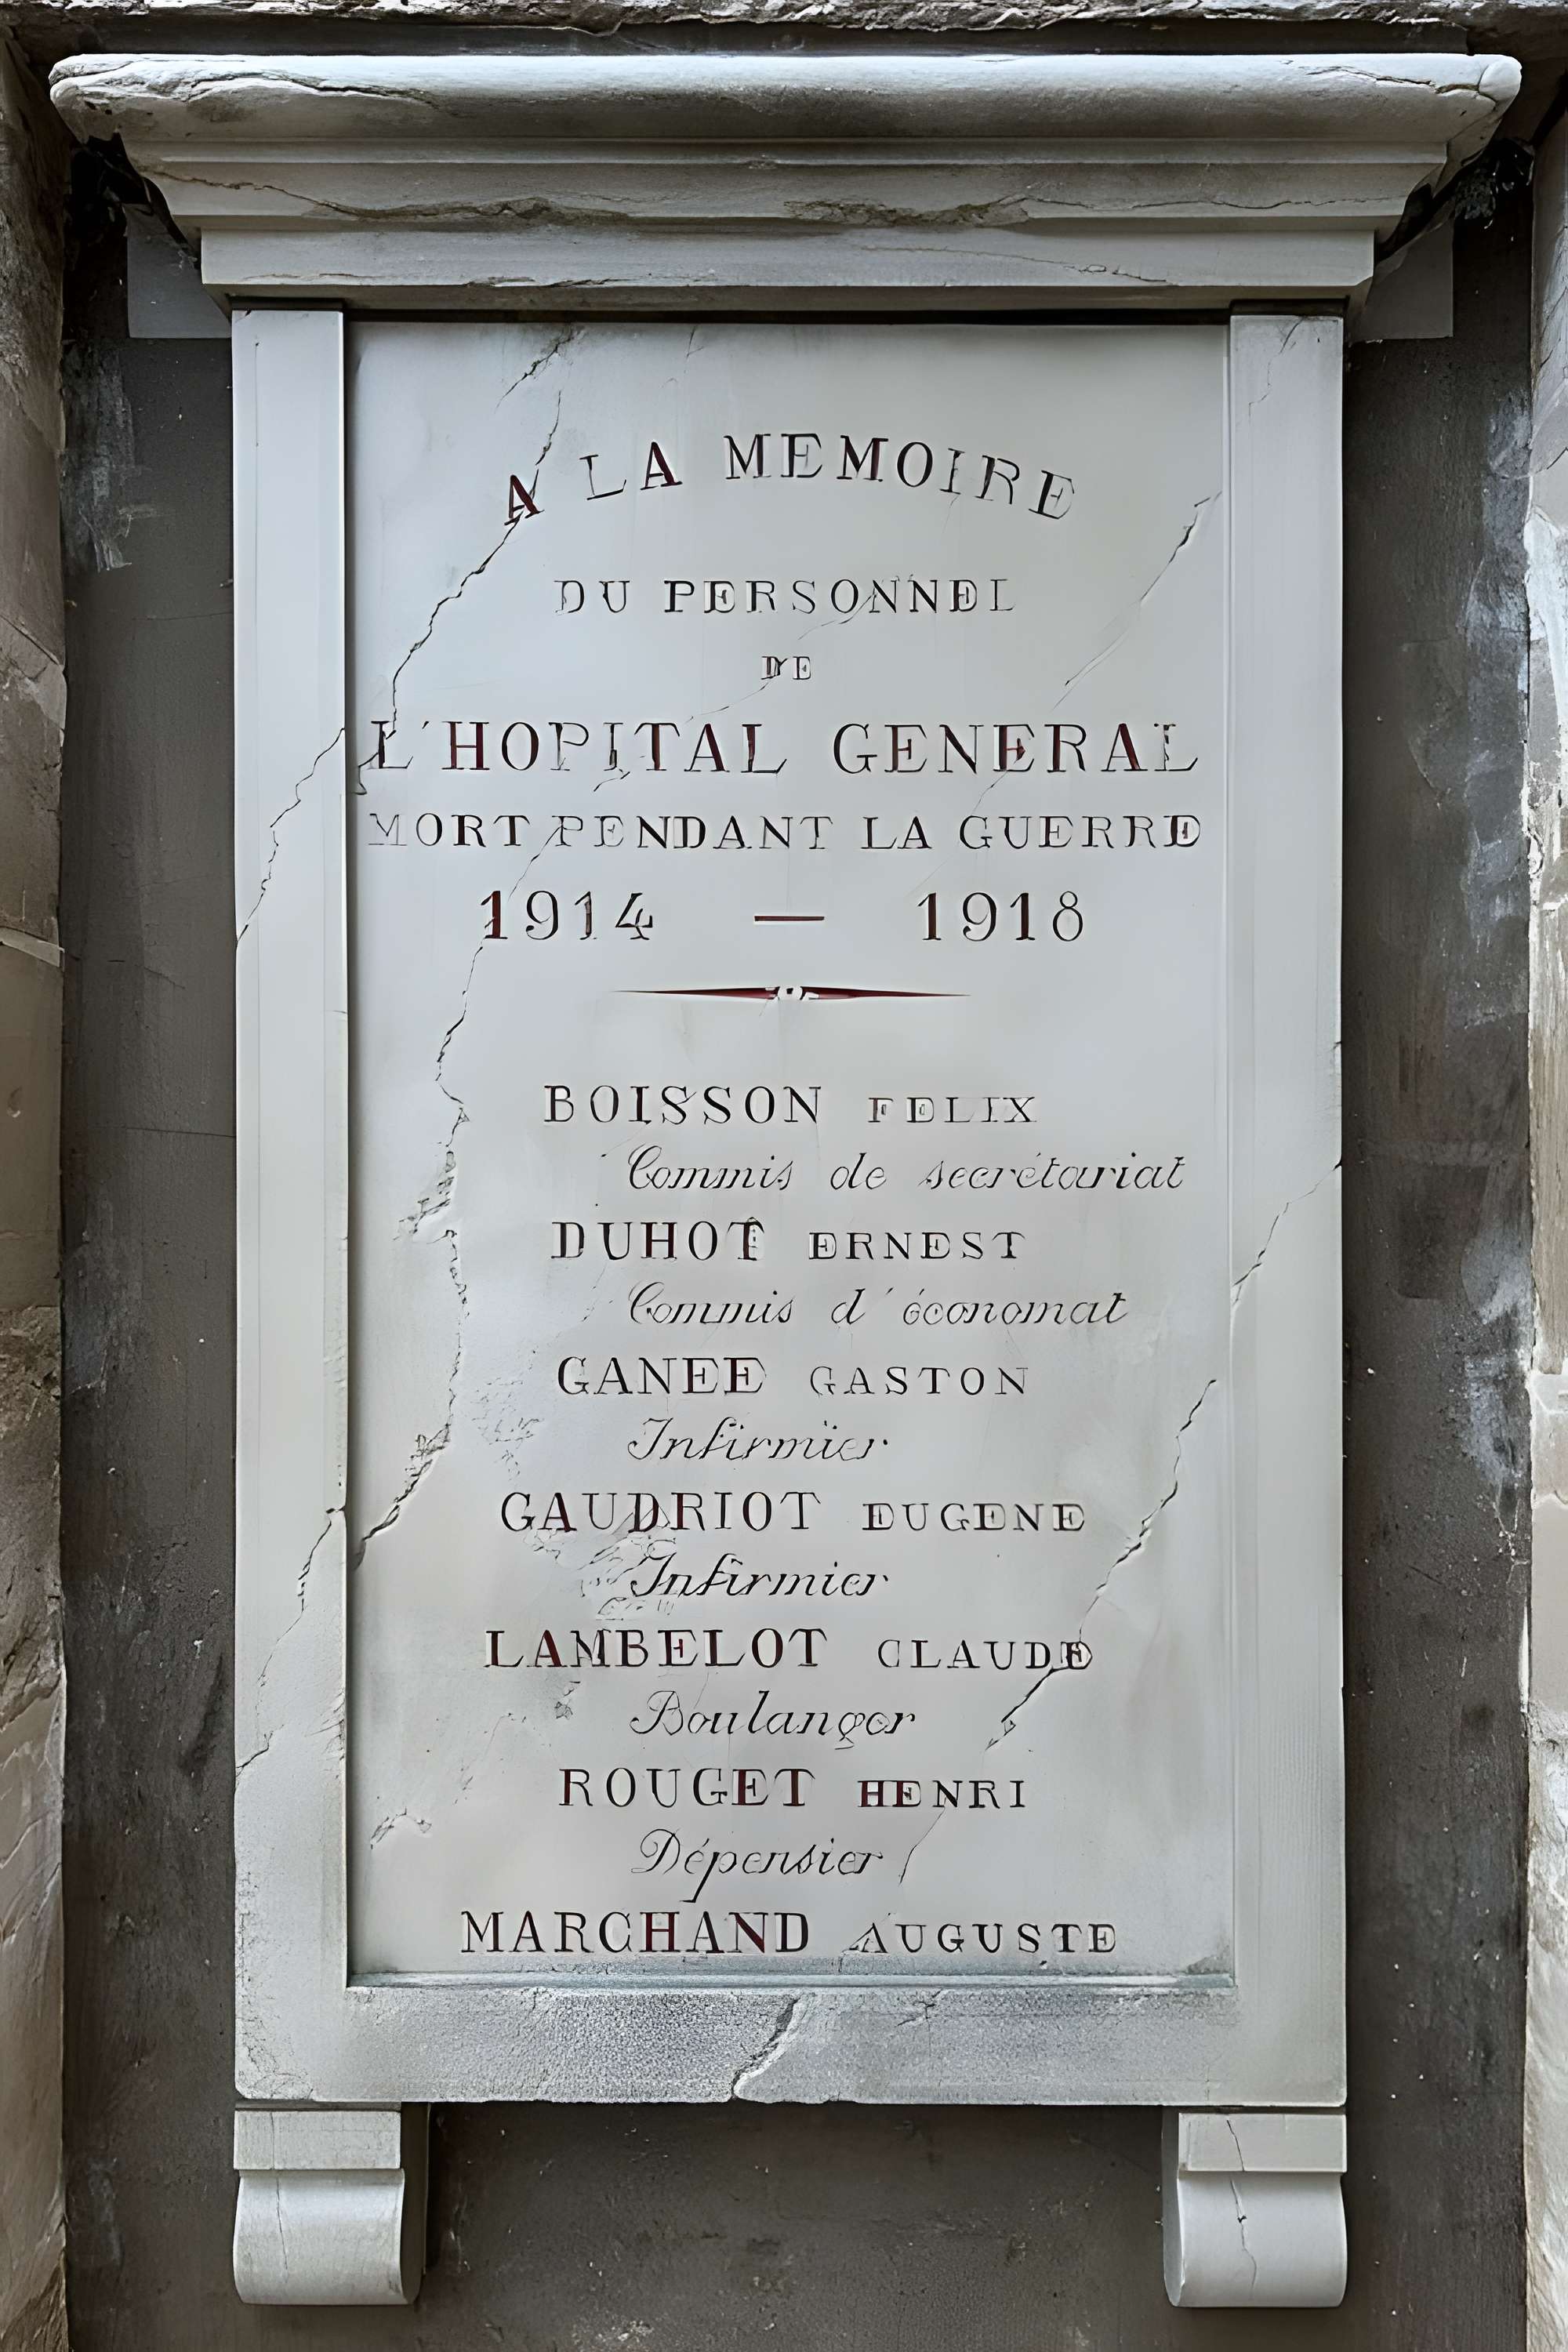 A LA MEMOIRE
DU PERSONNEL
DE
L'HOPITAL GENERAL
MORT PENDANT LA GUERRE
1914 — 1918
BOISSON FELIX
Commis de secrétariat
DUHOT ERNEST
Commis d'économat
GANEE GASTON
Infirmier
GAUDRIOT EUGENE
Infirmier
LAMBELOT CLAUDE
Boulanger
ROUGET HENRI
Dépensier
MARCHAND AUGUSTE